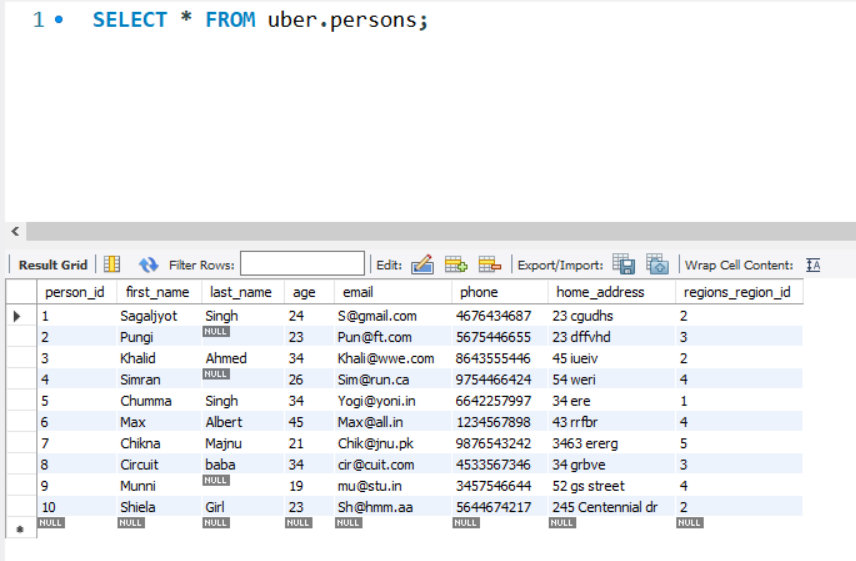 1 SELECT * FROM uber.persons;
Result Grid Filter Rows: Edit: Export/Import: Wrap Cell Content: IA
person_id first_name last_name age email phone home_address regions_region_id
1 Sagaljyot Singh 24 S@gmail.com 4676434687 23 cgudhs 2
2 Pungi NULL 23 Pun@ft.com 5675446655 23 dffvhd 3
3 Khalid Ahmed 34 Khali@wwe.com 8643555446 45 iueiv 2
4 Simran NULL 26 Sim@run.ca 9754466424 54 weri 4
5 Chumma Singh 34 Yogi@yoni.in 6642257997 34 ere 1
6 Max Albert 45 Max@all.in 1234567898 43 rrfbr 4
7 Chikna Majnu 21 Chik@jnu.pk 9876543242 3463 ererg 5
8 Circuit baba 34 cir@cuit.com 4533567346 34 grbve 3
9 Munni NULL 19 mu@stu.in 3457546644 52 gs street 4
10 Shiela Girl 23 Sh@hmm.aa 5644674217 245 Centennial dr 2
NULL NULL NULL NULL NULL NULL NULL NULL